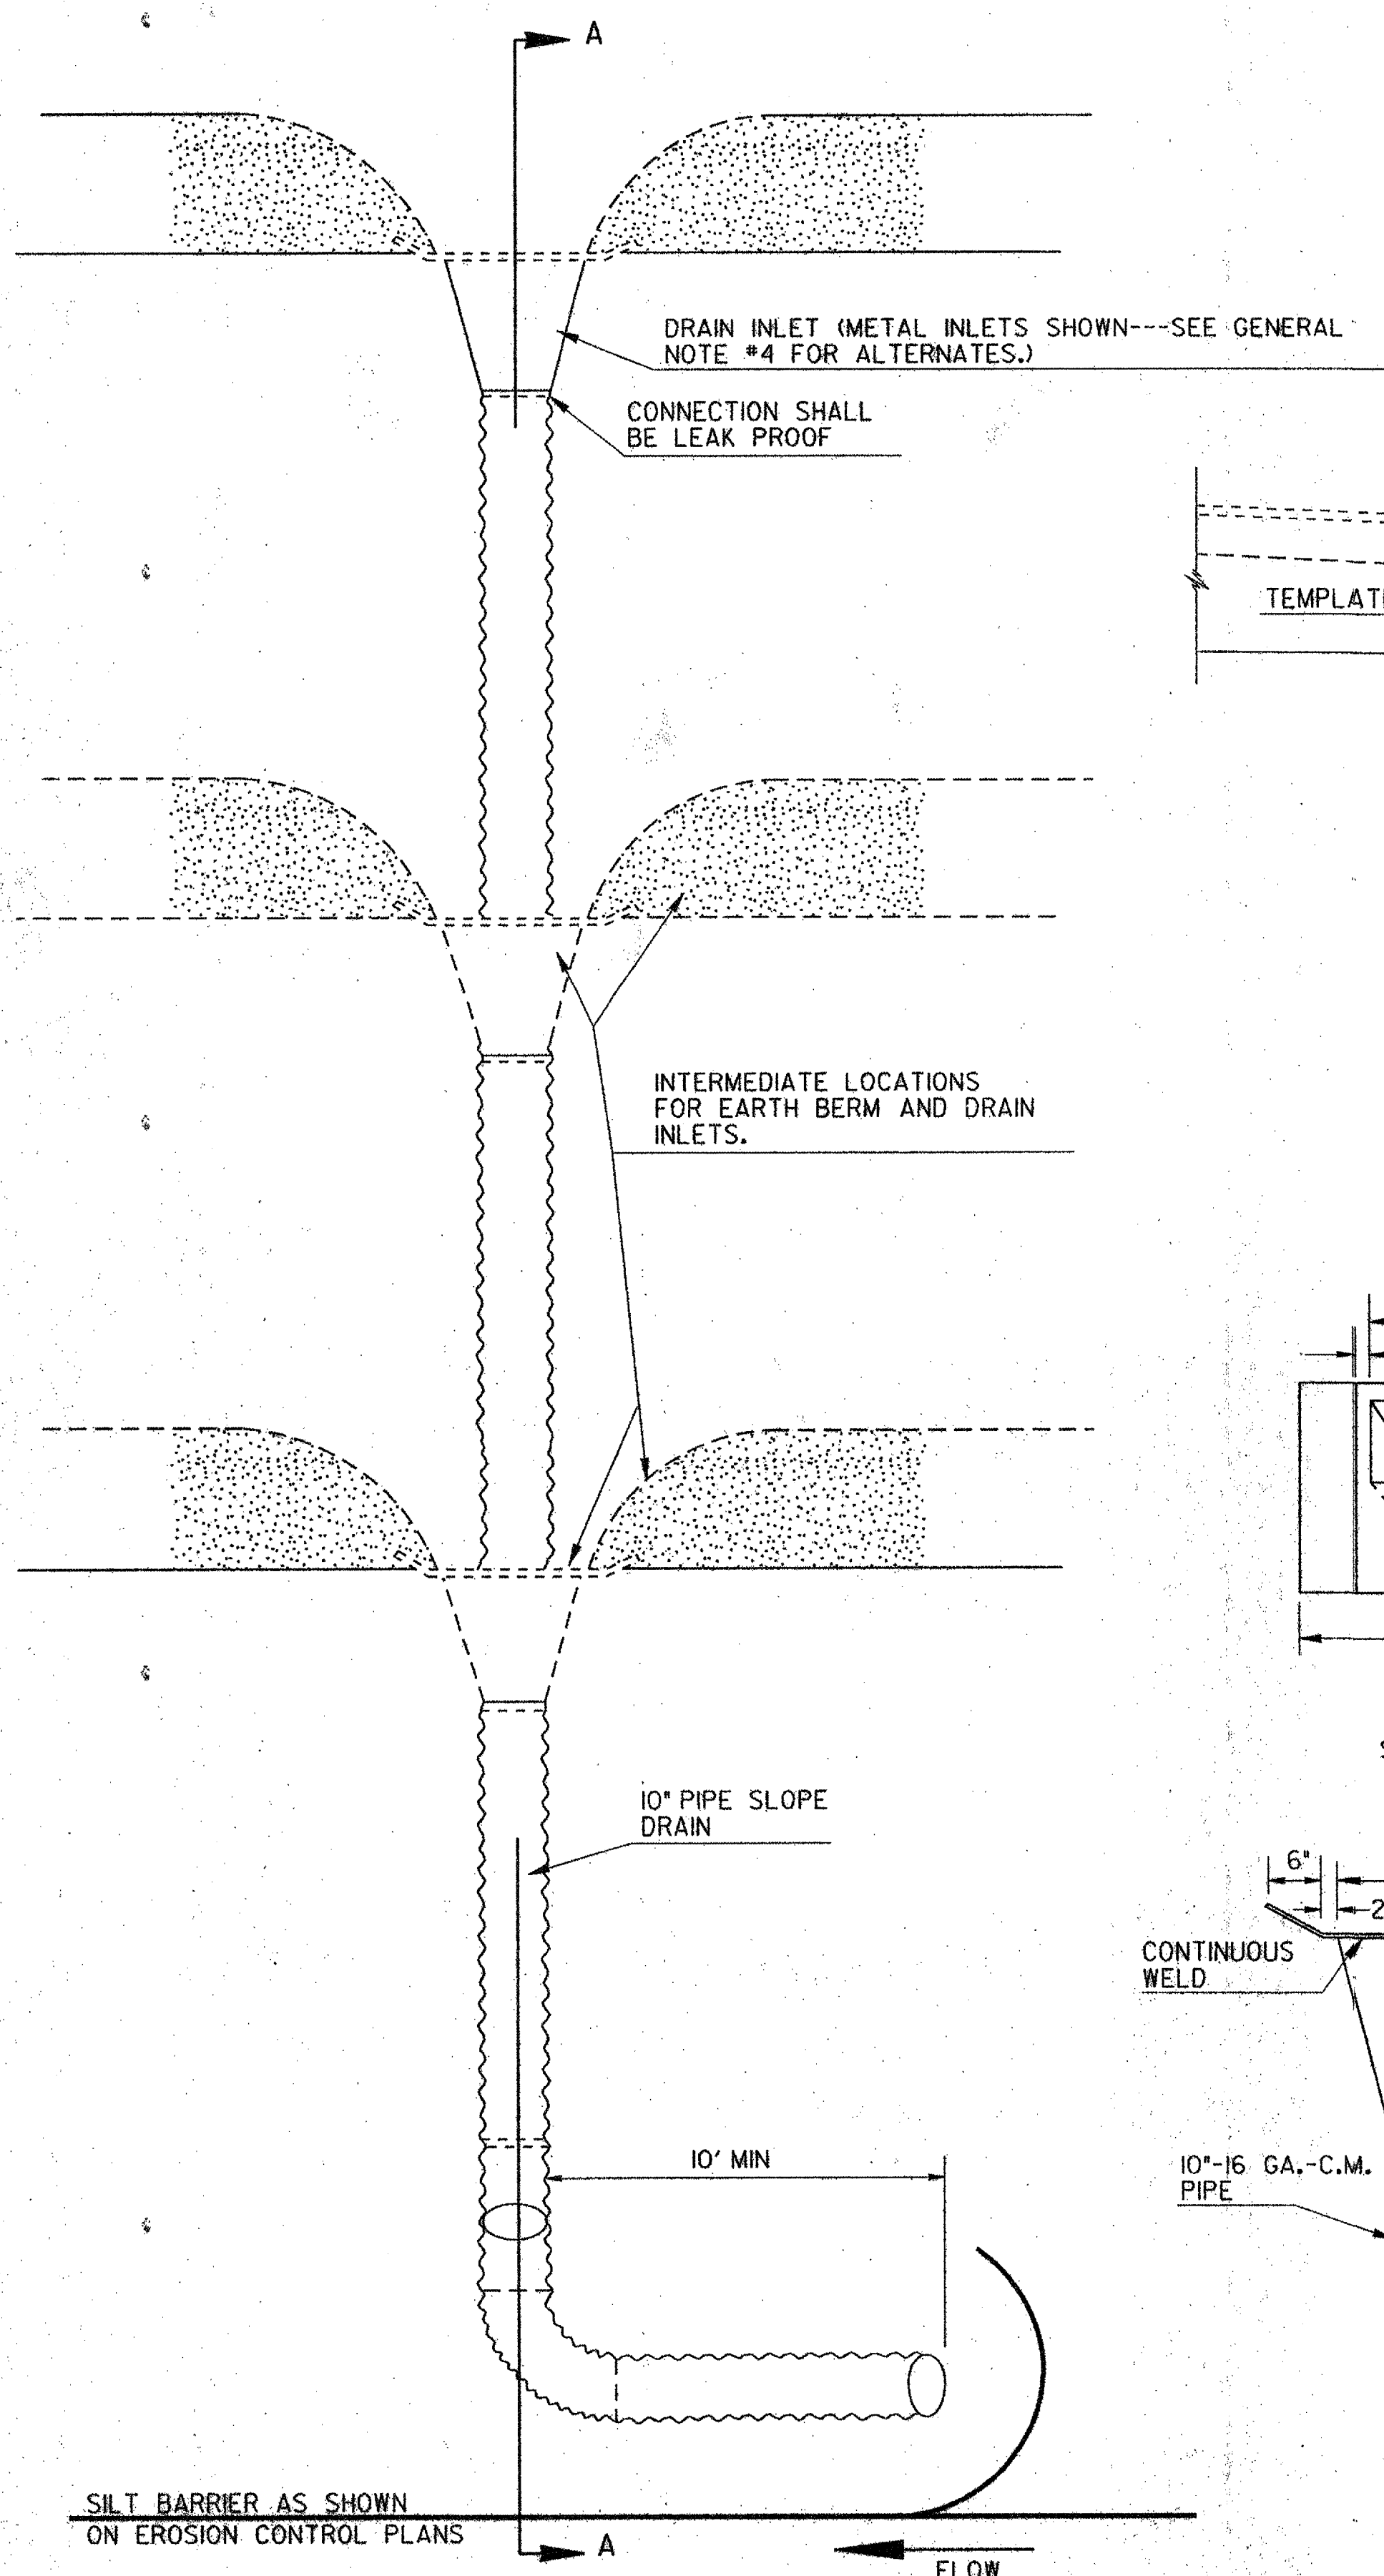 A
DRAIN INLET (METAL INLETS SHOWN---SEE GENERAL
NOTE #4 FOR ALTERNATES.)
CONNECTION SHALL
BE LEAK PROOF
INTERMEDIATE LOCATIONS
FOR EARTH BERM AND DRAIN
INLETS.
10" PIPE SLOPE
DRAIN
6"
2
CONTINUOUS
WELD
10' MIN
10"-16 GA.-C.M.
PIPE
SILT BARRIER AS SHOWN
ON EROSION CONTROL PLANS
A
FLOW